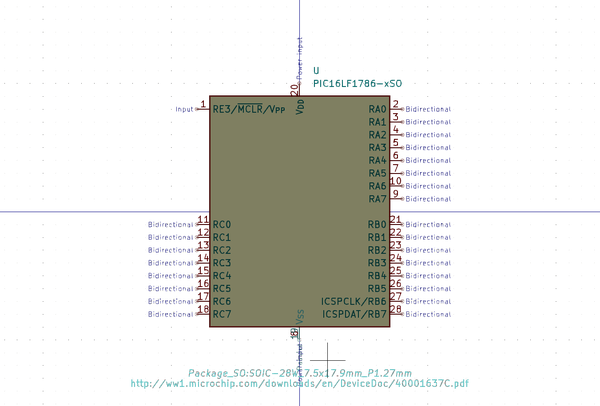 Power input
U
PIC16LF1786-xSO
20
VDD
Input 1 RE3/MCLR/VPP RA0 2 Bidirectional
RA1 3 Bidirectional
RA2 4 Bidirectional
RA3 5 Bidirectional
RA4 6 Bidirectional
RA5 7 Bidirectional
RA6 10 Bidirectional
RA7 9 Bidirectional
Bidirectional 11 RC0 RB0 21 Bidirectional
Bidirectional 12 RC1 RB1 22 Bidirectional
Bidirectional 13 RC2 RB2 23 Bidirectional
Bidirectional 14 RC3 RB3 24 Bidirectional
Bidirectional 15 RC4 RB4 25 Bidirectional
Bidirectional 16 RC5 RB5 26 Bidirectional
Bidirectional 17 RC6 ICSPCLK/RB6 27 Bidirectional
Bidirectional 18 RC7 ICSPDAT/RB7 28 Bidirectional
VSS
Package_SO:SOIC-28W_7.5x17.9mm_P1.27mm
http://ww1.microchip.com/downloads/en/DeviceDoc/40001637C.pdf